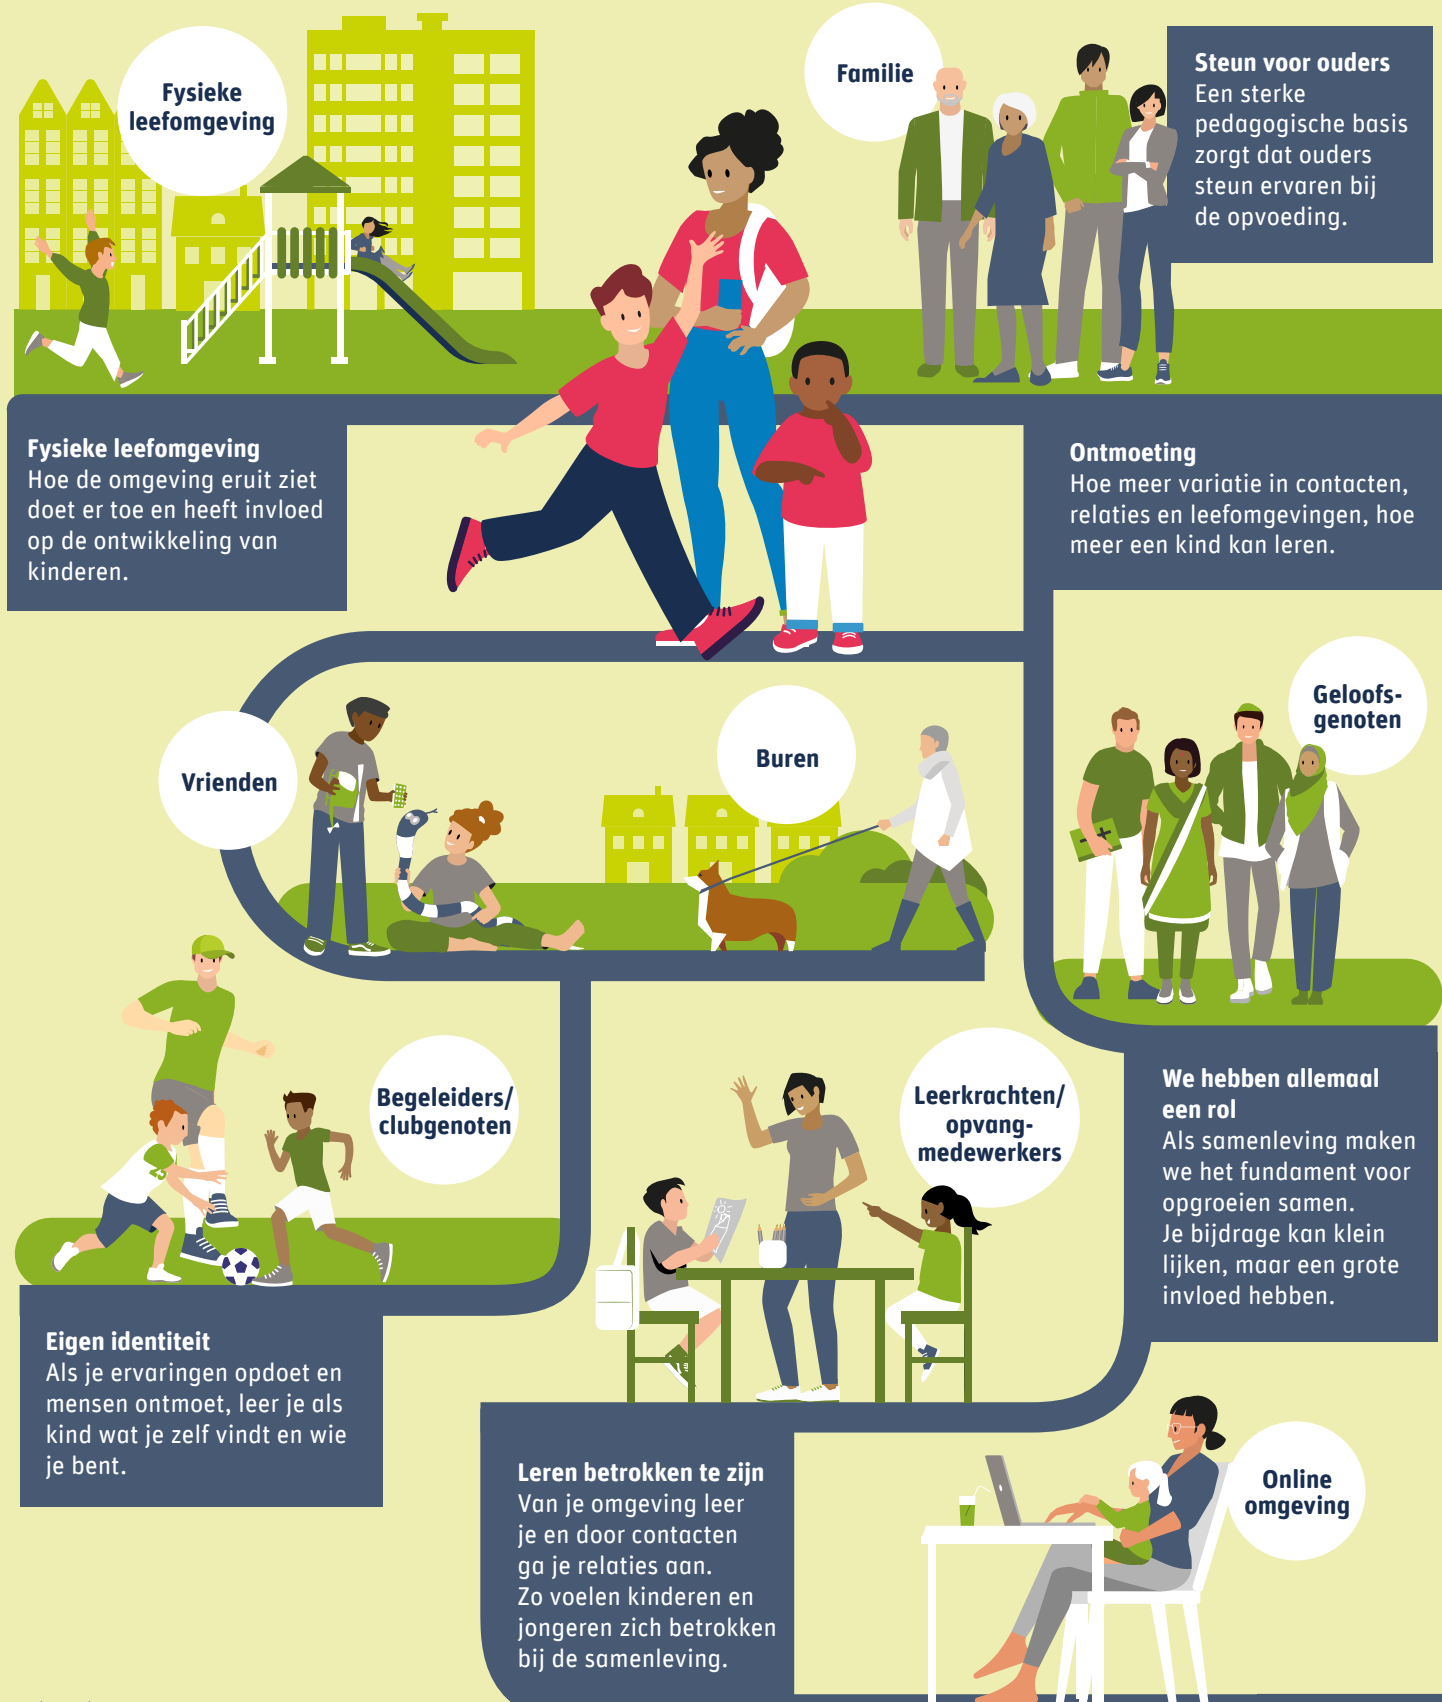 Fysieke
leefomgeving
Familie
Steun voor ouders
Een sterke
pedagogische basis
zorgt dat ouders
steun ervaren bij
de opvoeding.
Fysieke leefomgeving
Hoe de omgeving eruit ziet
doet er toe en heeft invloed
op de ontwikkeling van
kinderen.
Ontmoeting
Hoe meer variatie in contacten,
relaties en leefomgevingen, hoe
meer een kind kan leren.
Vrienden
Buren
Geloofs-
genoten
Begeleiders/
clubgenoten
Leerkrachten/
opvang-
medewerkers
We hebben allemaal
een rol
Als samenleving maken
we het fundament voor
opgroeien samen.
Je bijdrage kan klein
lijken, maar een grote
invloed hebben.
Eigen identiteit
Als je ervaringen opdoet en
mensen ontmoet, leer je als
kind wat je zelf vindt en wie
je bent.
Leren betrokken te zijn
Van je omgeving leer
je en door contacten
ga je relaties aan.
Zo voelen kinderen en
jongeren zich betrokken
bij de samenleving.
Online
omgeving